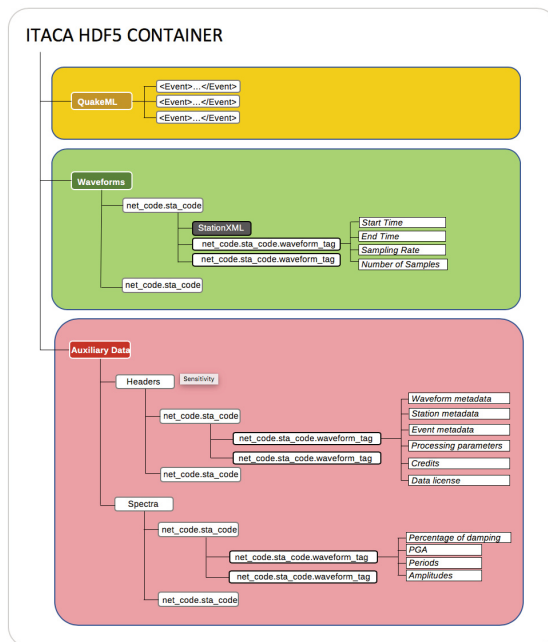 ITACA HDF5 CONTAINER
QuakeML
<Event>...</Event>
<Event>...</Event>
<Event>...</Event>
Waveforms
net_code.sta_code
StationXML
net_code.sta_code.waveform_tag
net_code.sta_code.waveform_tag
Start Time
End Time
Sampling Rate
Number of Samples
net_code.sta_code
Auxiliary Data
Headers
Sensitivity
net_code.sta_code
net_code.sta_code.waveform_tag
net_code.sta_code.waveform_tag
Waveform metadata
Station metadata
Event metadata
Processing parameters
Credits
Data license
net_code.sta_code
Spectra
net_code.sta_code
net_code.sta_code.waveform_tag
net_code.sta_code.waveform_tag
Percentage of damping
PGA
Periods
Amplitudes
net_code.sta_code